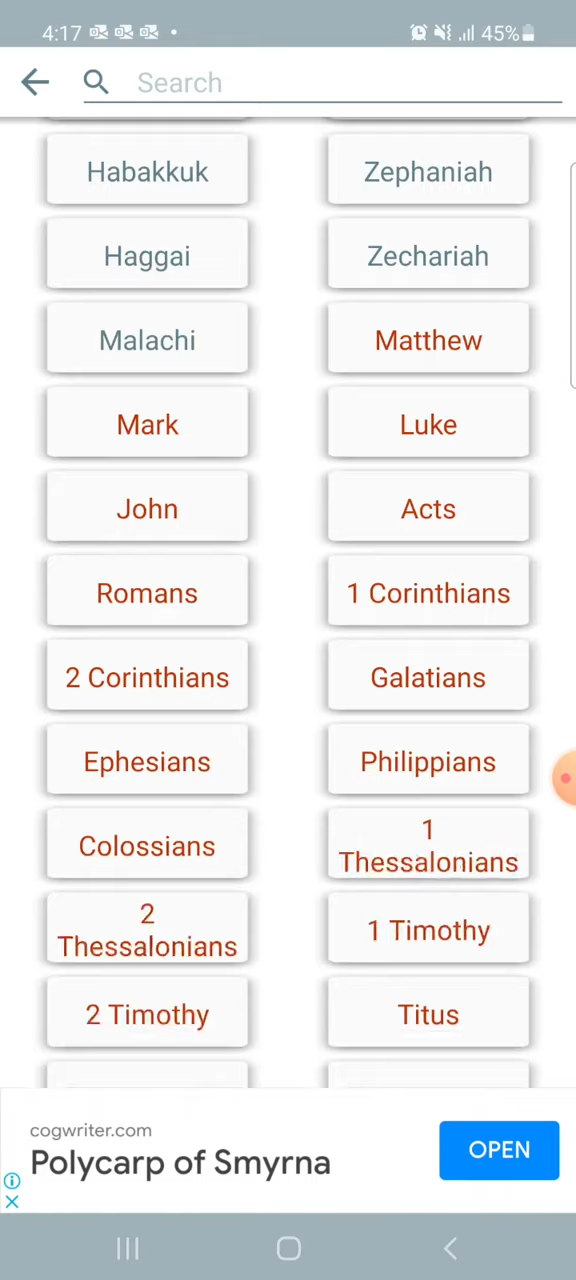 4:17
45%
Search
Habakkuk
Zephaniah
Haggai
Zechariah
Malachi
Matthew
Mark
Luke
John
Acts
Romans
1 Corinthians
2 Corinthians
Galatians
Ephesians
Philippians
Colossians
1
Thessalonians
2
Thessalonians
1 Timothy
2 Timothy
Titus
cogwriter.com
Polycarp of Smyrna
OPEN